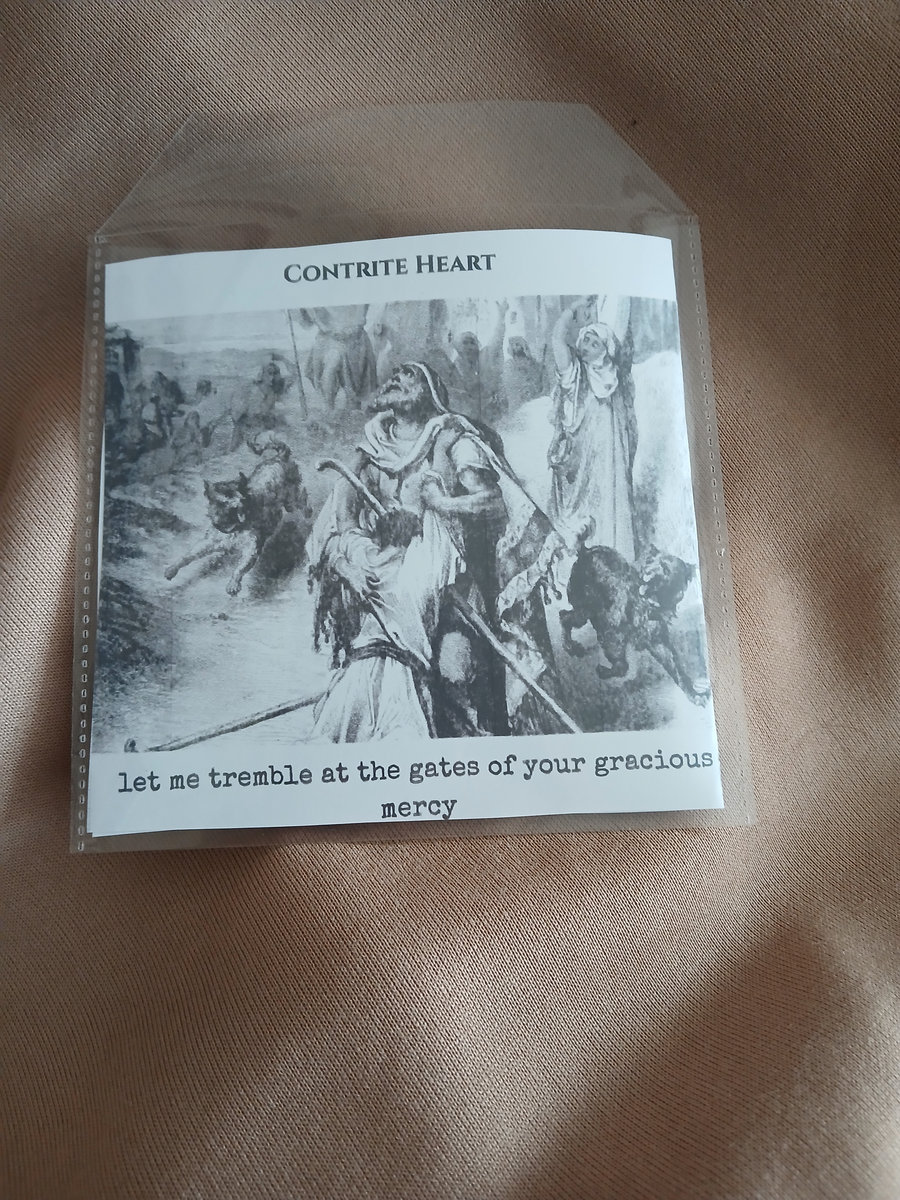 Contrite Heart
let me tremble at the gates of your gracious
mercy